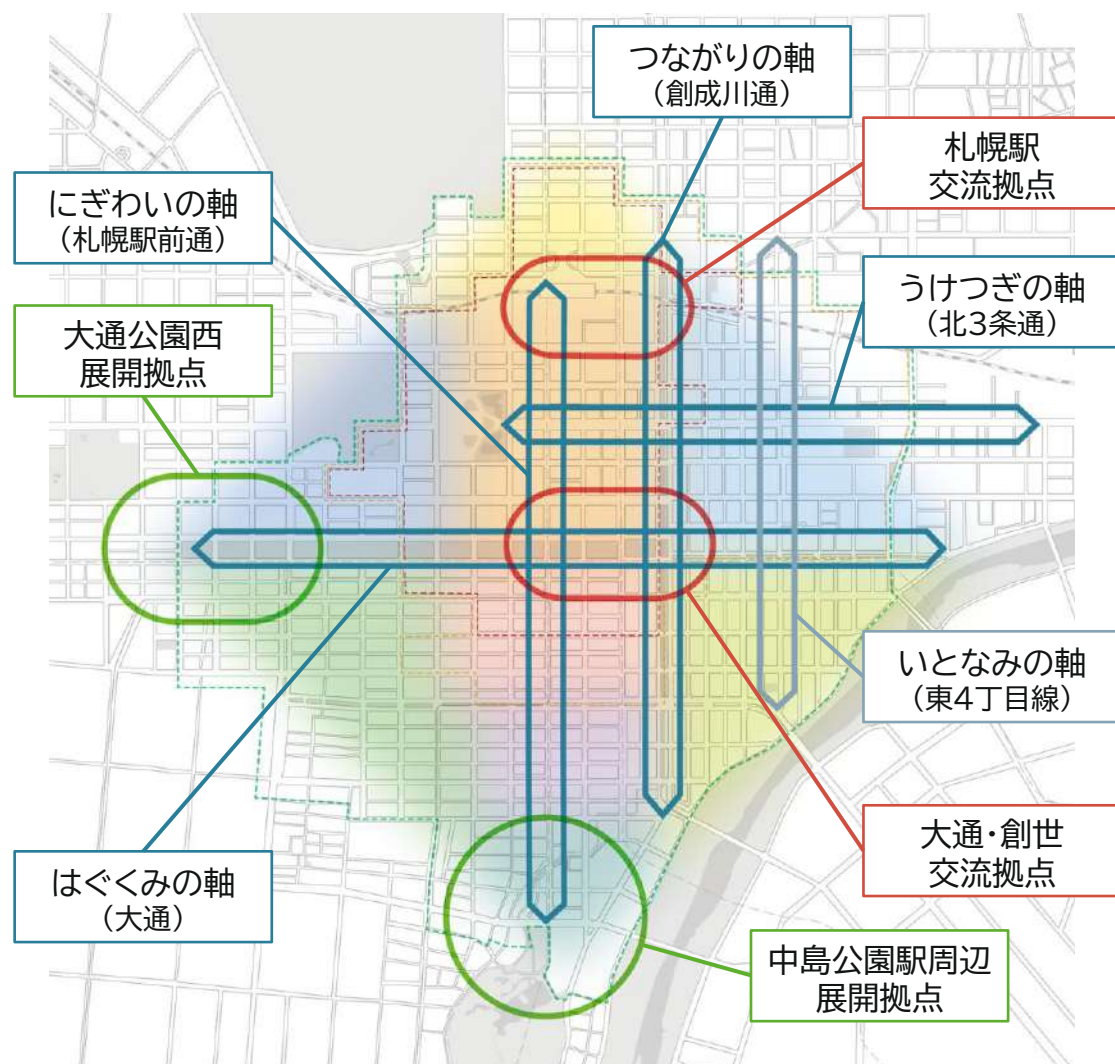 つながりの軸
(創成川通)
札幌駅
交流拠点
にぎわいの軸
(札幌駅前通)
うけつぎの軸
(北3条通)
大通公園西
展開拠点
いとなみの軸
(東4丁目線)
大通・創世
交流拠点
はぐくみの軸
(大通)
中島公園駅周辺
展開拠点